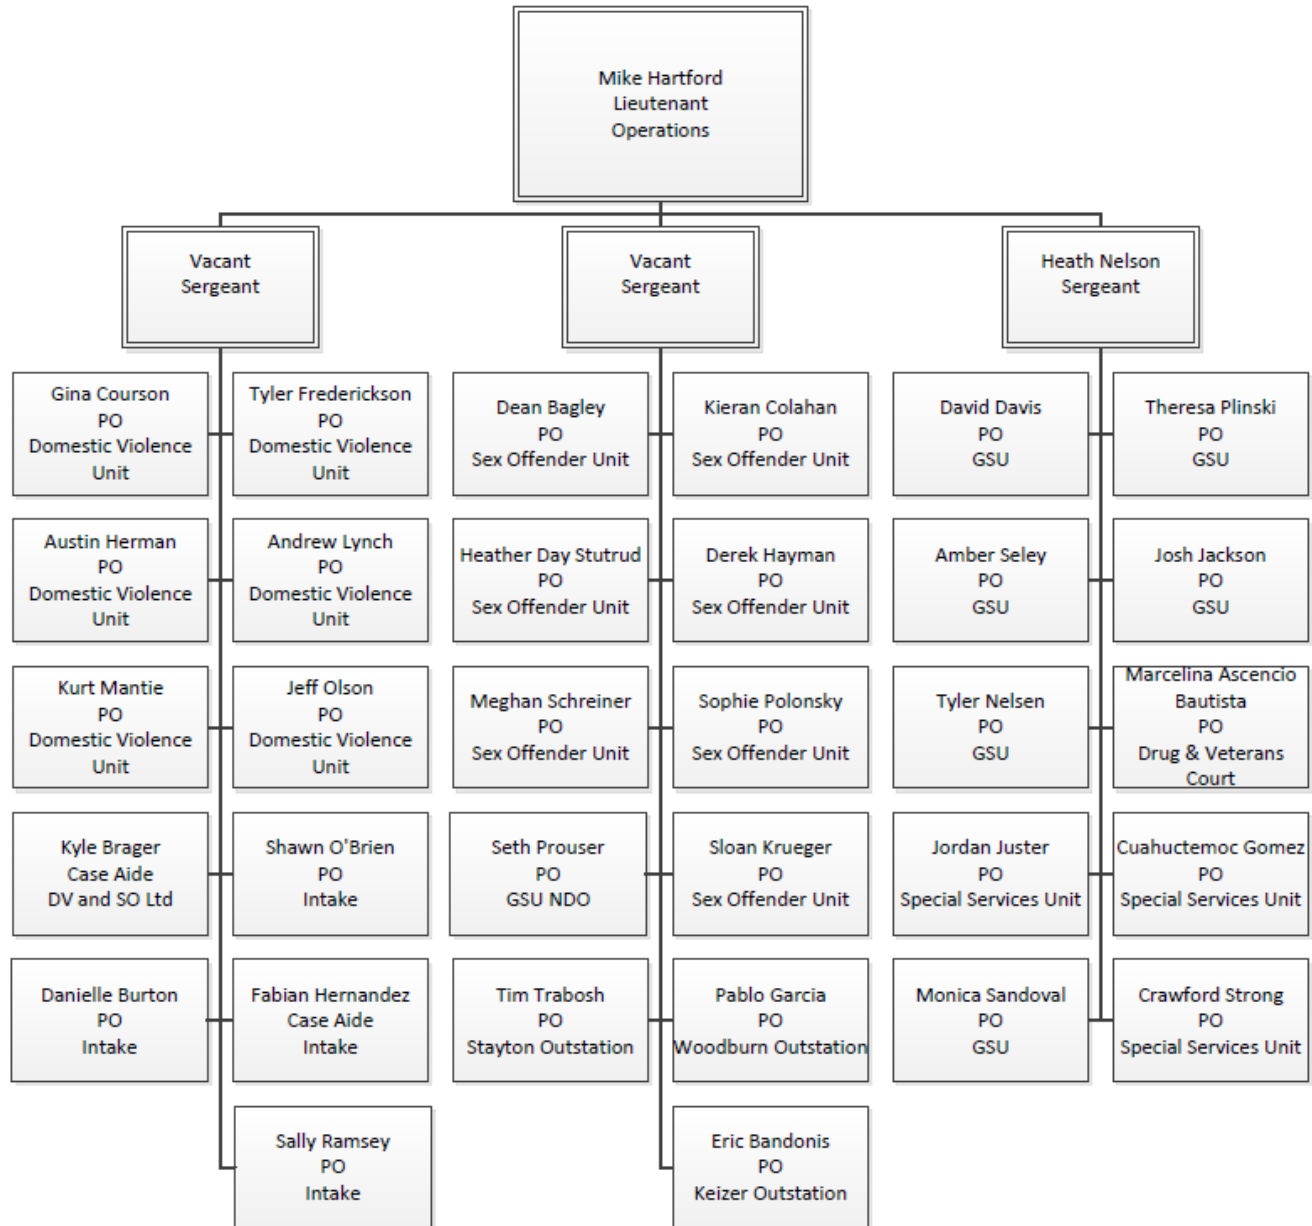 Mike Hartford
Lieutenant
Operations
Vacant
Sergeant
Vacant
Sergeant
Heath Nelson
Sergeant
Gina Courson
PO
Domestic Violence
Unit
Tyler Frederickson
PO
Domestic Violence
Unit
Dean Bagley
PO
Sex Offender Unit
Kieran Colahan
PO
Sex Offender Unit
David Davis
PO
GSU
Theresa Plinski
PO
GSU
Austin Herman
PO
Domestic Violence
Unit
Andrew Lynch
PO
Domestic Violence
Unit
Heather Day Stutrud
PO
Sex Offender Unit
Derek Hayman
PO
Sex Offender Unit
Amber Seley
PO
GSU
Josh Jackson
PO
GSU
Kurt Mantie
PO
Domestic Violence
Unit
Jeff Olson
PO
Domestic Violence
Unit
Meghan Schreiner
PO
Sex Offender Unit
Sophie Polonsky
PO
Sex Offender Unit
Tyler Nelsen
PO
GSU
Marcelina Ascencio
Bautista
PO
Drug & Veterans
Court
Kyle Brager
Case Aide
DV and SO Ltd
Shawn O'Brien
PO
Intake
Seth Prouser
PO
GSU NDO
Sloan Krueger
PO
Sex Offender Unit
Jordan Juster
PO
Special Services Unit
Cuahuctemoc Gomez
PO
Special Services Unit
Danielle Burton
PO
Intake
Fabian Hernandez
Case Aide
Intake
Tim Trabosh
PO
Stayton Outstation
Pablo Garcia
PO
Woodburn Outstation
Monica Sandoval
PO
GSU
Crawford Strong
PO
Special Services Unit
Sally Ramsey
PO
Intake
Eric Bandonis
PO
Keizer Outstation